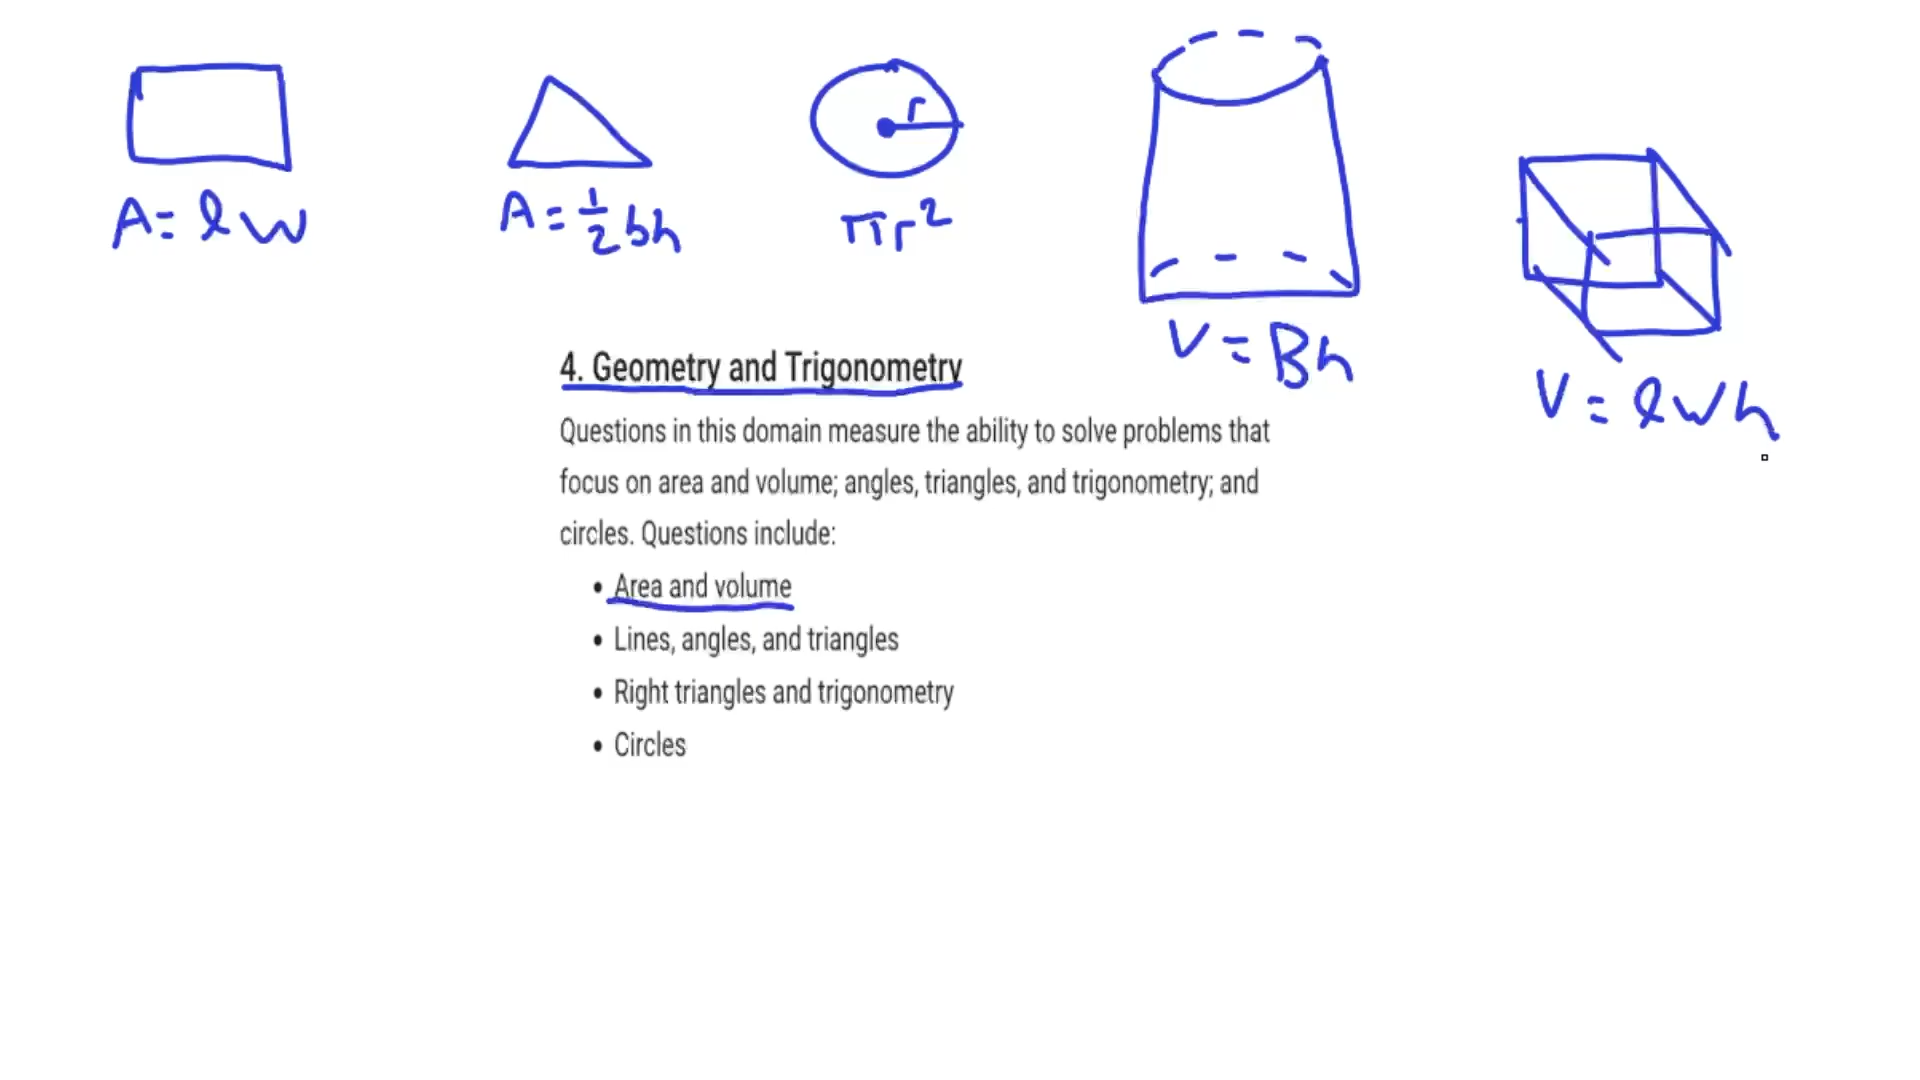 A = lw
A = 1/2 bh
r
πr²
V = Bh
V = lwh
4. Geometry and Trigonometry
Questions in this domain measure the ability to solve problems that
focus on area and volume; angles, triangles, and trigonometry; and
circles. Questions include:
• Area and volume
• Lines, angles, and triangles
• Right triangles and trigonometry
• Circles